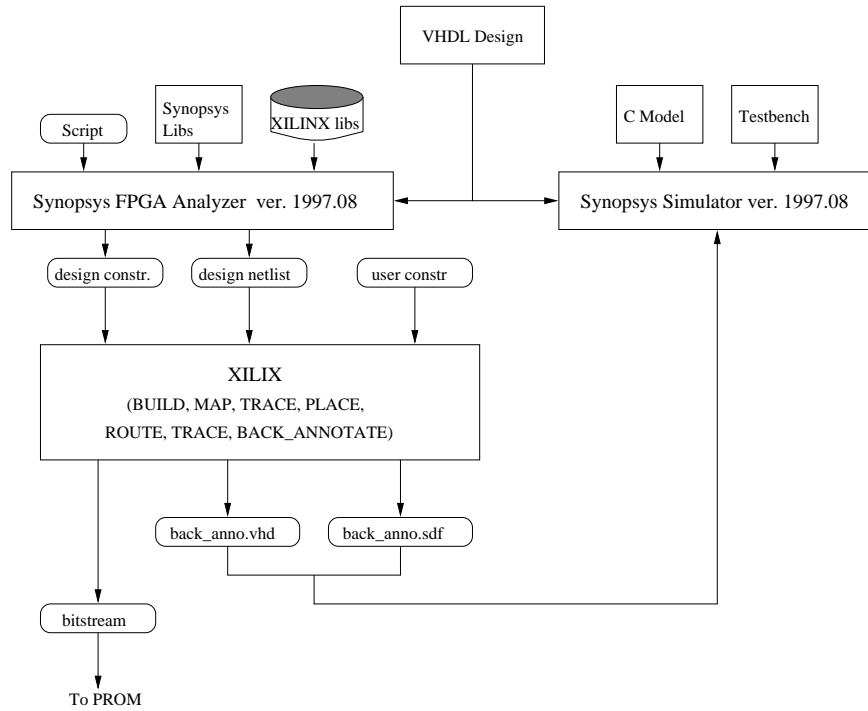 VHDL Design
Script
Synopsys
Libs
XILINX libs
C Model
Testbench
Synopsys FPGA Analyzer ver. 1997.08
Synopsys Simulator ver. 1997.08
design constr.
design netlist
user constr
XILIX
(BUILD, MAP, TRACE, PLACE,
ROUTE, TRACE, BACK_ANNOTATE)
back_anno.vhd
back_anno.sdf
bitstream
To PROM